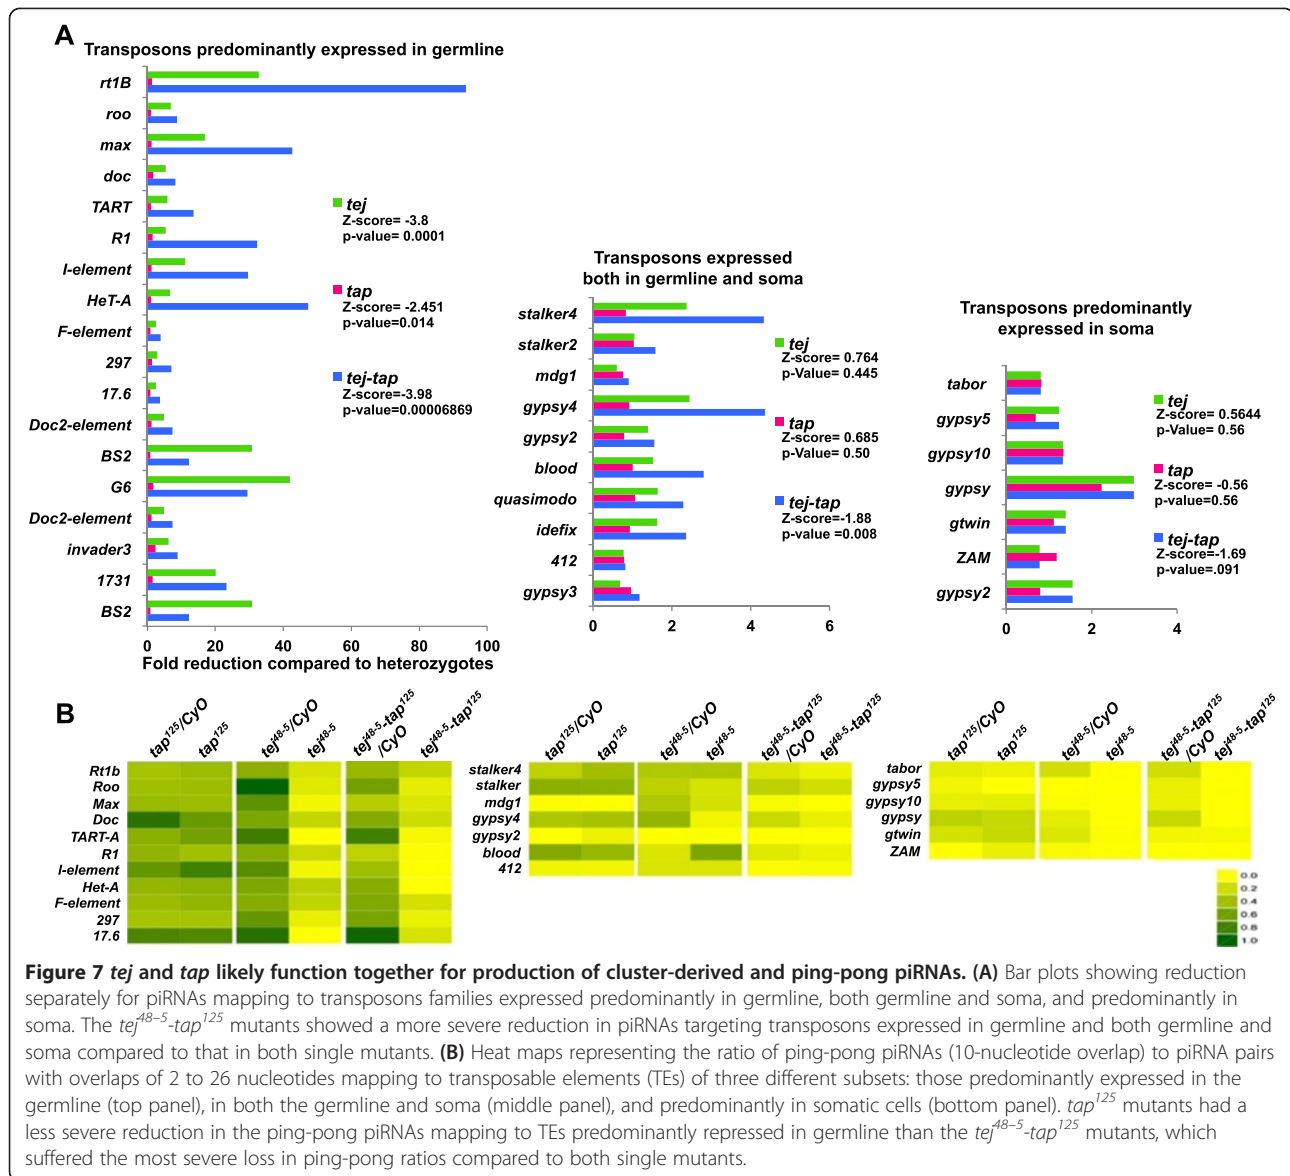 A
Transposons predominantly expressed in germline
rt1B
roo
max
doc
TART
R1
I-element
HeT-A
F-element
297
17.6
Doc2-element
BS2
G6
Doc2-element
invader3
1731
BS2
0 20 40 60 80 100
Fold reduction compared to heterozygotes
tej
Z-score= -3.8
p-value= 0.0001
tap
Z-score= -2.451
p-value=0.014
tej-tap
Z-score=-3.98
p-value=0.00006869
Transposons expressed
both in germline and soma
stalker4
stalker2
mdg1
gypsy4
gypsy2
blood
quasimodo
idefix
412
gypsy3
0 2 4 6
tej
Z-score= 0.764
p-Value= 0.445
tap
Z-score= 0.685
p-Value= 0.50
tej-tap
Z-score=-1.88
p-value =0.008
Transposons predominantly
expressed in soma
tabor
gypsy5
gypsy10
gypsy
gtwin
ZAM
gypsy2
0 2 4
tej
Z-score= 0.5644
p-Value= 0.56
tap
Z-score= -0.56
p-value=0.56
tej-tap
Z-score=-1.69
p-value=.091
B
tap125/CyO
tap125
tej48-5/CyO
tej48-5
tej48-5-tap125
/CyO
tej48-5-tap125
Rt1b
Roo
Max
Doc
TART-A
R1
I-element
Het-A
F-element
297
17.6
tap125/CyO
tap125
tej48-5/CyO
tej48-5
tej48-5-tap125
/CyO
tej48-5-tap125
stalker4
stalker
mdg1
gypsy4
gypsy2
blood
412
tap125/CyO
tap125
tej48-5/CyO
tej48-5
tej48-5-tap125
/CyO
tej48-5-tap125
tabor
gypsy5
gypsy10
gypsy
gtwin
ZAM
0.0
0.2
0.4
0.6
0.8
1.0
Figure 7 tej and tap likely function together for production of cluster-derived and ping-pong piRNAs. (A) Bar plots showing reduction
separately for piRNAs mapping to transposons families expressed predominantly in germline, both germline and soma, and predominantly in
soma. The tej48–5-tap125 mutants showed a more severe reduction in piRNAs targeting transposons expressed in germline and both germline and
soma compared to that in both single mutants. (B) Heat maps representing the ratio of ping-pong piRNAs (10-nucleotide overlap) to piRNA pairs
with overlaps of 2 to 26 nucleotides mapping to transposable elements (TEs) of three different subsets: those predominantly expressed in the
germline (top panel), in both the germline and soma (middle panel), and predominantly in somatic cells (bottom panel). tap125 mutants had a
less severe reduction in the ping-pong piRNAs mapping to TEs predominantly repressed in germline than the tej48–5-tap125 mutants, which
suffered the most severe loss in ping-pong ratios compared to both single mutants.